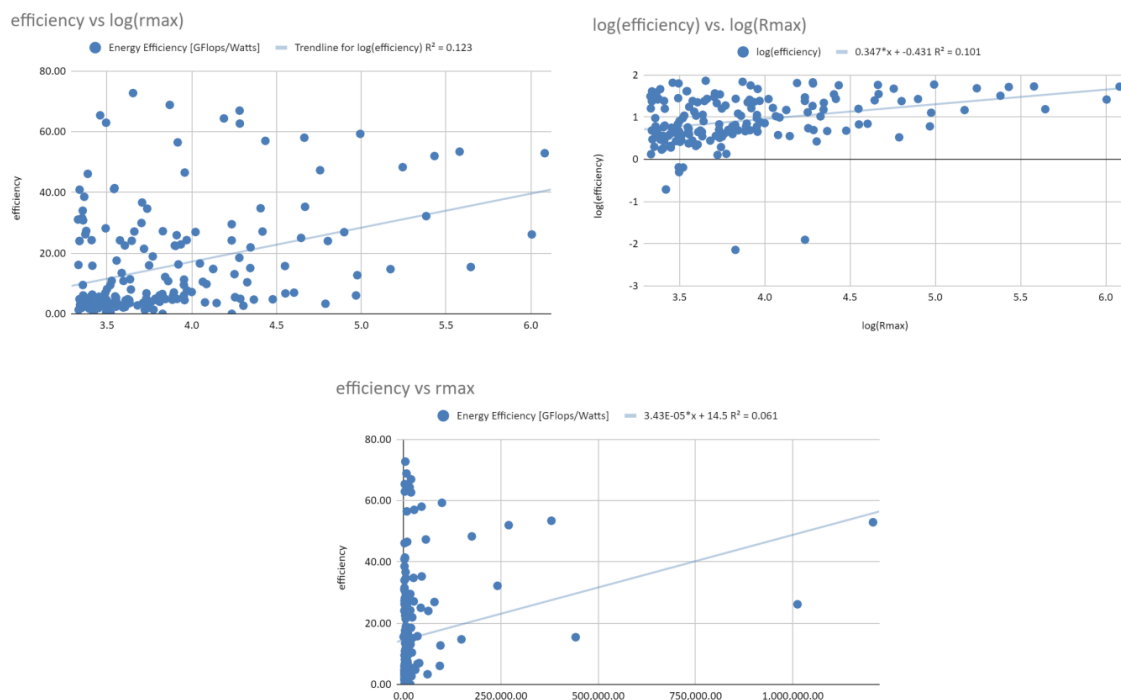 efficiency vs log(rmax)
Energy Efficiency [GFlops/Watts] Trendline for log(efficiency) R² = 0.123
80.00
60.00
40.00
20.00
0.00
efficiency
3.5 4.0 4.5 5.0 5.5 6.0
log(efficiency) vs. log(Rmax)
log(efficiency) 0.347*x + -0.431 R² = 0.101
2
1
0
-1
-2
-3
log(efficiency)
3.5 4.0 4.5 5.0 5.5 6.0
log(Rmax)
efficiency vs rmax
Energy Efficiency [GFlops/Watts] 3.43E-05*x + 14.5 R² = 0.061
80.00
60.00
40.00
20.00
0.00
efficiency
0.00 250,000.00 500,000.00 750,000.00 1,000,000.00